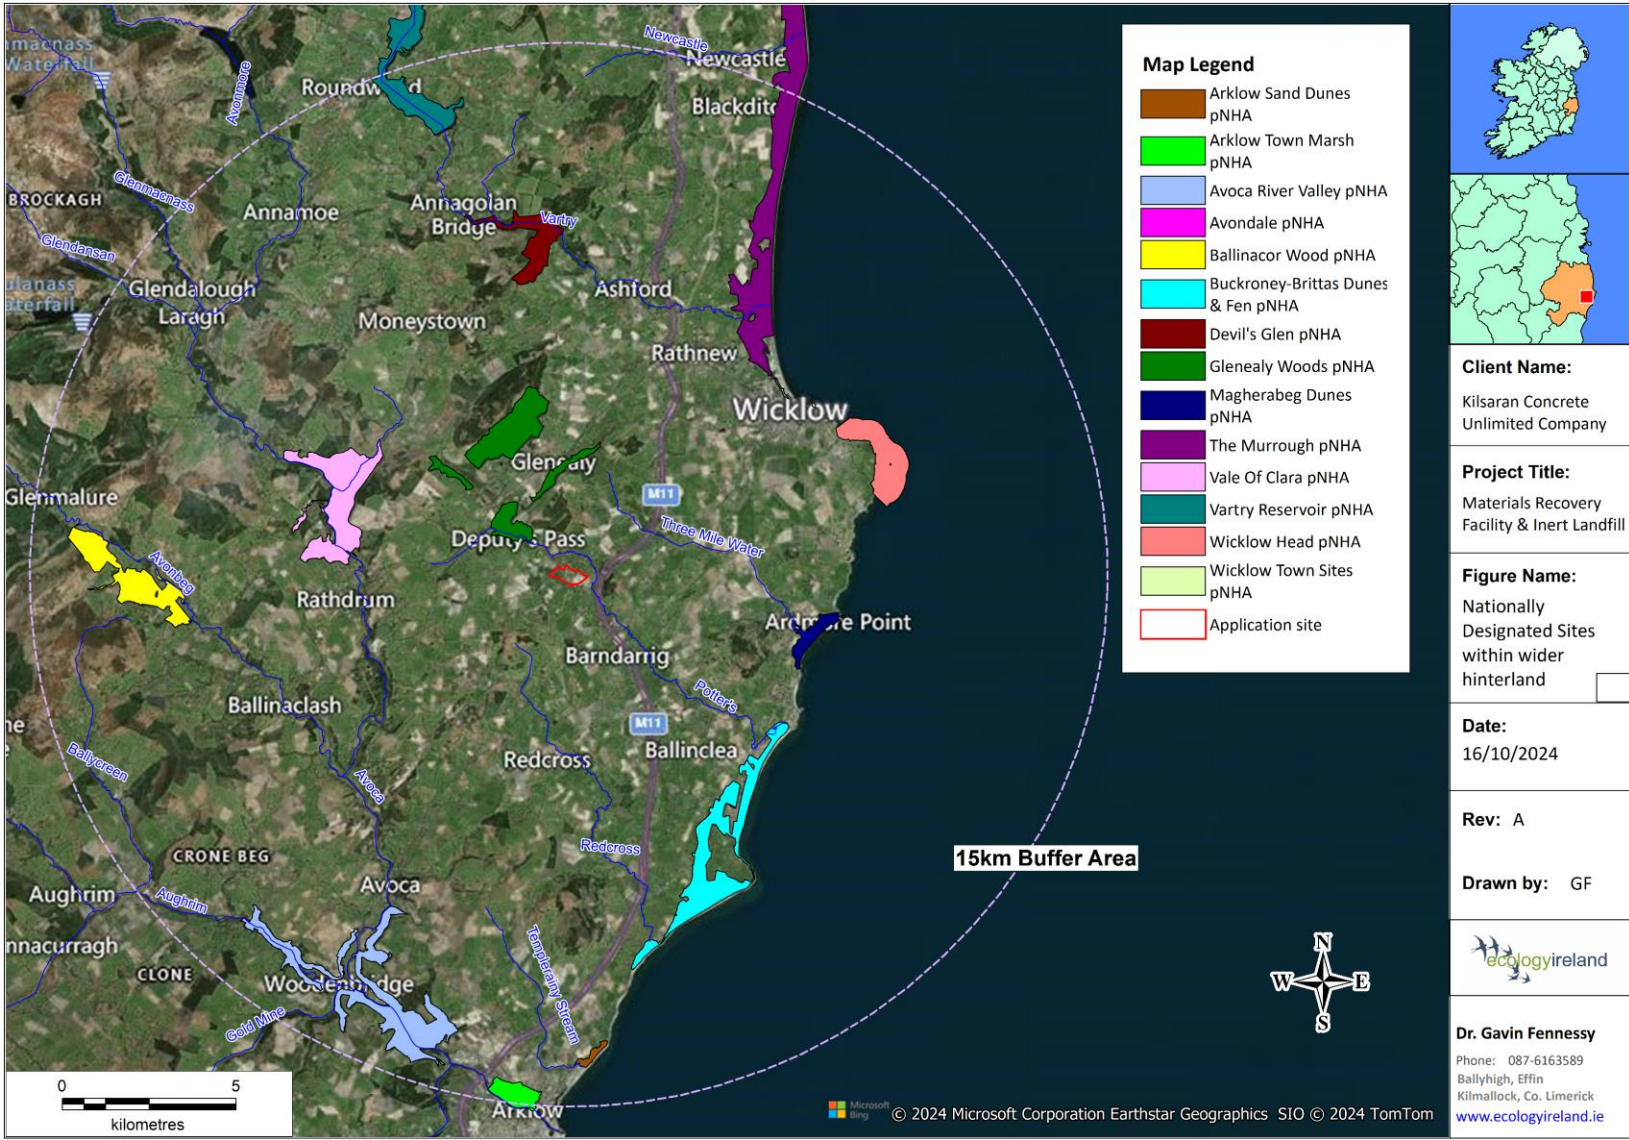 macnass
Waterfall
Roundw
d
Newcastle
Newcastle
Blackditc
Avonmore
BROCKAGH
Glenmacnass
Annamoe
Annagolan
Bridge
Vartry
Glendansan
Glendalough
Laragh
Ashford
Moneystown
Rathnew
Wicklow
Glenealy
M11
Glenmalure
Three Mile Water
Deputy's Pass
Avonbeg
Rathdrum
Ardmore Point
Barndarrig
Potter's
Ballinaclash
M11
Ballinclea
Redcross
Ballycreen
Avoca
Redcross
15km Buffer Area
CRONE BEG
Avoca
Aughrim
Aughrim
nnacurragh
CLONE
Woodenbridge
Templerainy Stream
Gold Mine
Arklow
0 5
kilometres
N
W E
S
Microsoft
Bing
© 2024 Microsoft Corporation Earthstar Geographics SIO © 2024 TomTom
Map Legend
Arklow Sand Dunes
pNHA
Arklow Town Marsh
pNHA
Avoca River Valley pNHA
Avondale pNHA
Ballinacor Wood pNHA
Buckroney-Brittas Dunes
& Fen pNHA
Devil's Glen pNHA
Glenealy Woods pNHA
Magherabeg Dunes
pNHA
The Murrough pNHA
Vale Of Clara pNHA
Vartry Reservoir pNHA
Wicklow Head pNHA
Wicklow Town Sites
pNHA
Application site
Client Name:
Kilsaran Concrete
Unlimited Company
Project Title:
Materials Recovery
Facility & Inert Landfill
Figure Name:
Nationally
Designated Sites
within wider
hinterland
Date:
16/10/2024
Rev: A
Drawn by: GF
ecologyireland
Dr. Gavin Fennessy
Phone: 087-6163589
Ballyhigh, Effin
Kilmallock, Co. Limerick
www.ecologyireland.ie